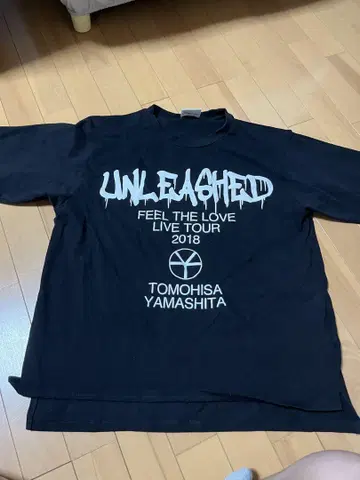 UNLEASHED
FEEL THE LOVE
LIVE TOUR
2018
TOMOHISA
YAMASHITA